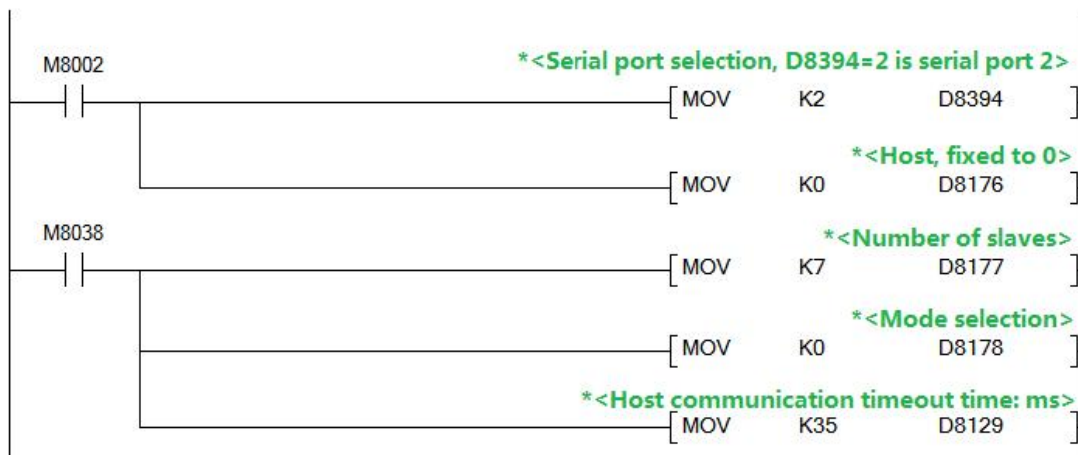 *<Serial port selection, D8394=2 is serial port 2>
M8002
MOV K2 D8394
*<Host, fixed to 0>
MOV K0 D8176
M8038
*<Number of slaves>
MOV K7 D8177
*<Mode selection>
MOV K0 D8178
*<Host communication timeout time: ms>
MOV K35 D8129